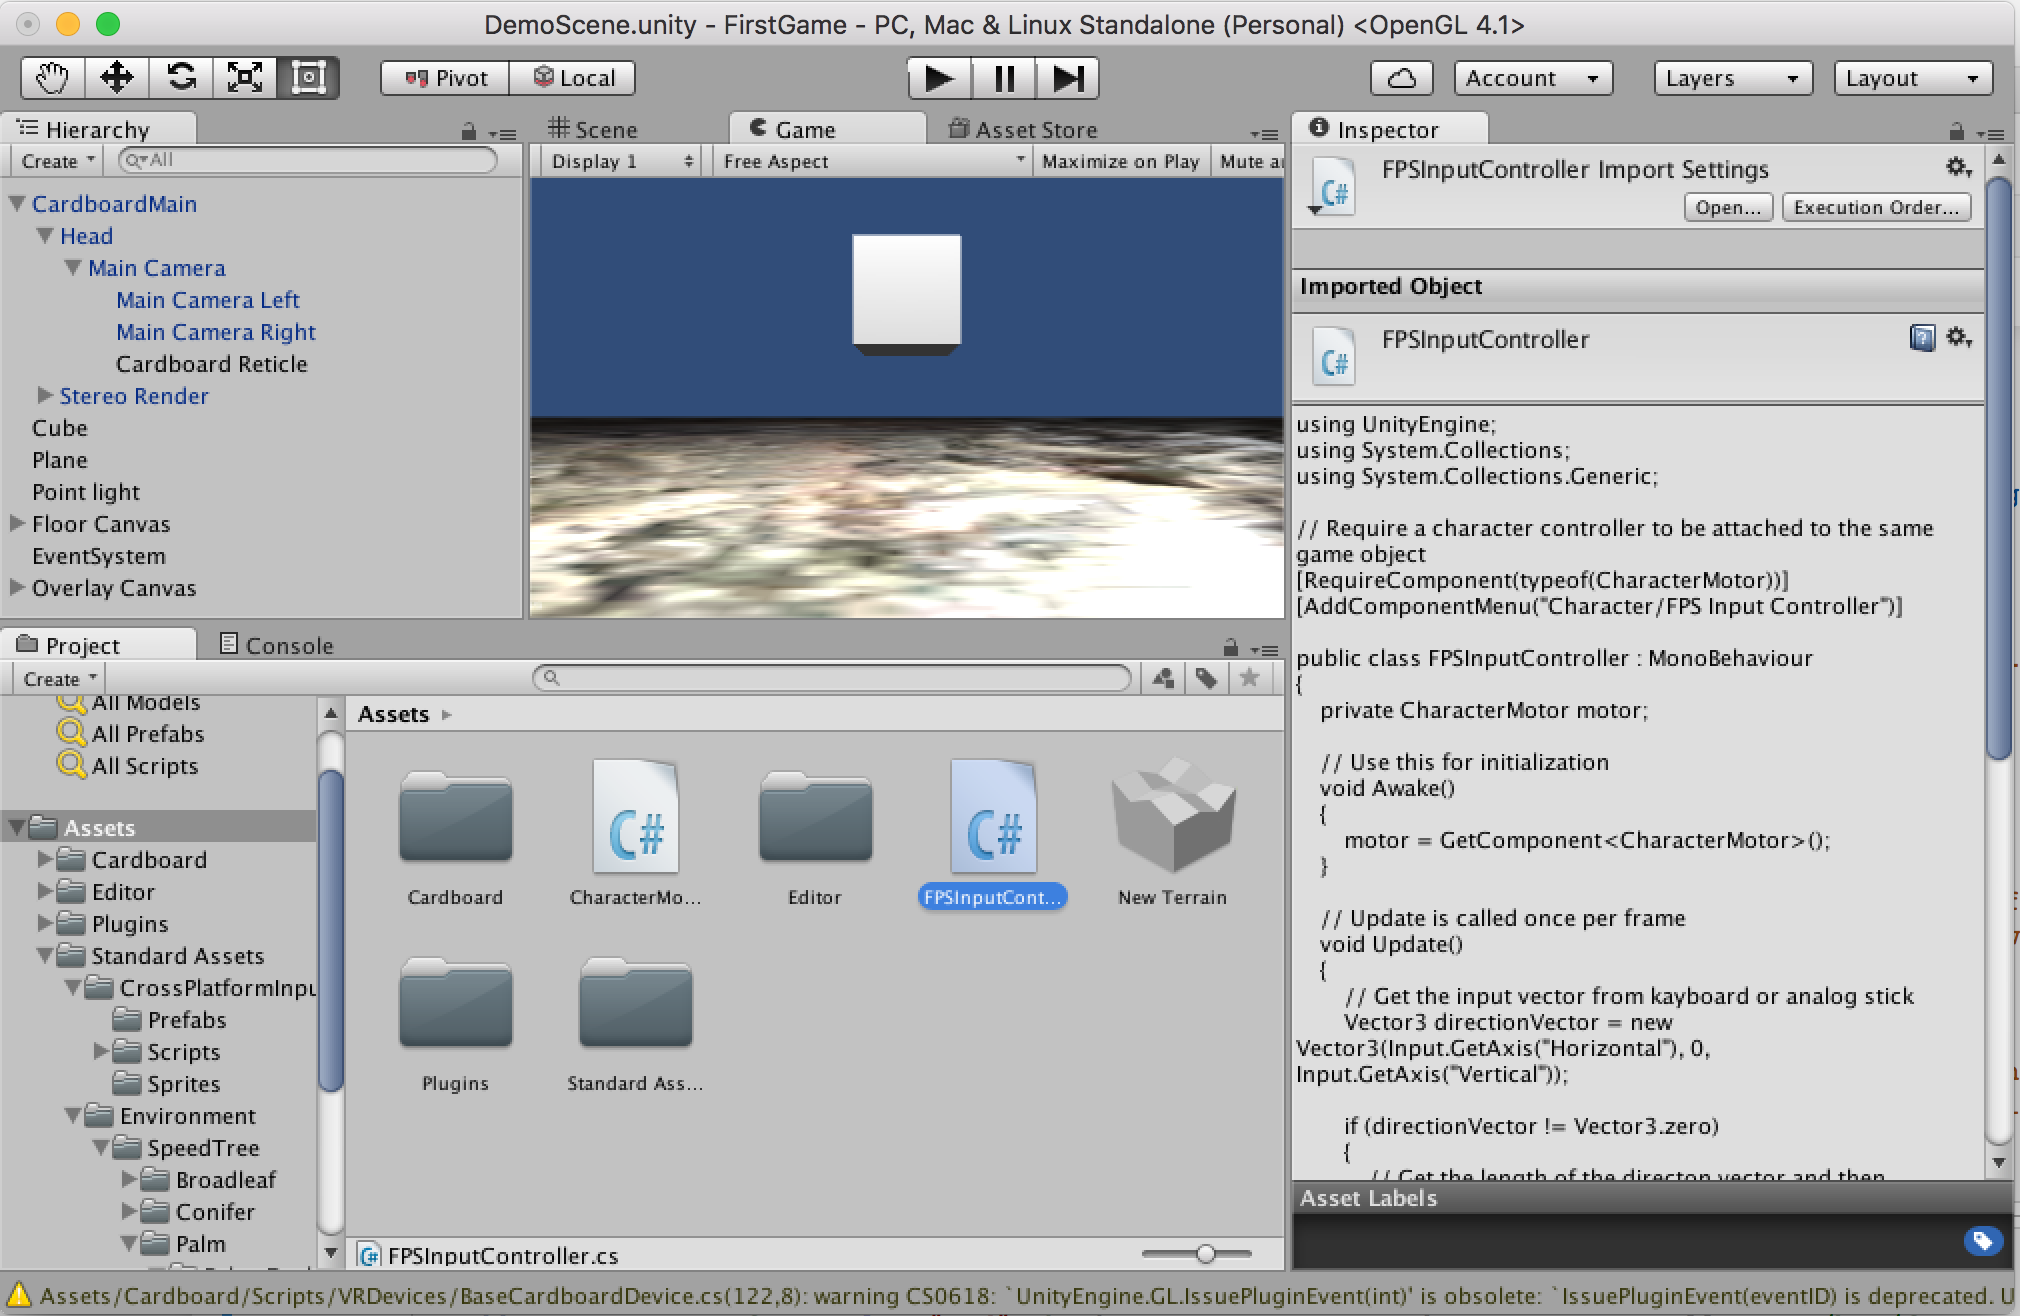 DemoScene.unity - FirstGame - PC, Mac & Linux Standalone (Personal) <OpenGL 4.1>
Pivot Local Account Layers Layout
Hierarchy
Create All
CardboardMain
Head
Main Camera
Main Camera Left
Main Camera Right
Cardboard Reticle
Stereo Render
Cube
Plane
Point light
Floor Canvas
EventSystem
Overlay Canvas
Scene Game Asset Store
Display 1 Free Aspect Maximize on Play Mute
Inspector
FPSInputController Import Settings
Open... Execution Order...
Imported Object
FPSInputController
using UnityEngine;
using System.Collections;
using System.Collections.Generic;
// Require a character controller to be attached to the same
game object
[RequireComponent(typeof(CharacterMotor))]
[AddComponentMenu("Character/FPS Input Controller")]
public class FPSInputController : MonoBehaviour
{
private CharacterMotor motor;
// Use this for initialization
void Awake()
{
motor = GetComponent<CharacterMotor>();
}
// Update is called once per frame
void Update()
{
// Get the input vector from kayboard or analog stick
Vector3 directionVector = new
Vector3(Input.GetAxis("Horizontal"), 0,
Input.GetAxis("Vertical"));
if (directionVector != Vector3.zero)
{
// Get the length of the directon vector and then
Asset Labels
Project Console
Create
All Models
All Prefabs
All Scripts
Assets
Cardboard
Editor
Plugins
Standard Assets
CrossPlatformInpu
Prefabs
Scripts
Sprites
Environment
SpeedTree
Broadleaf
Conifer
Palm
Assets
C# C#
Cardboard CharacterMo... Editor FPSInputCont... New Terrain
Plugins Standard Ass...
FPSInputController.cs
Assets/Cardboard/Scripts/VRDevices/BaseCardboardDevice.cs(122,8): warning CS0618: `UnityEngine.GL.IssuePluginEvent(int)' is obsolete: `IssuePluginEvent(eventID) is deprecated. U